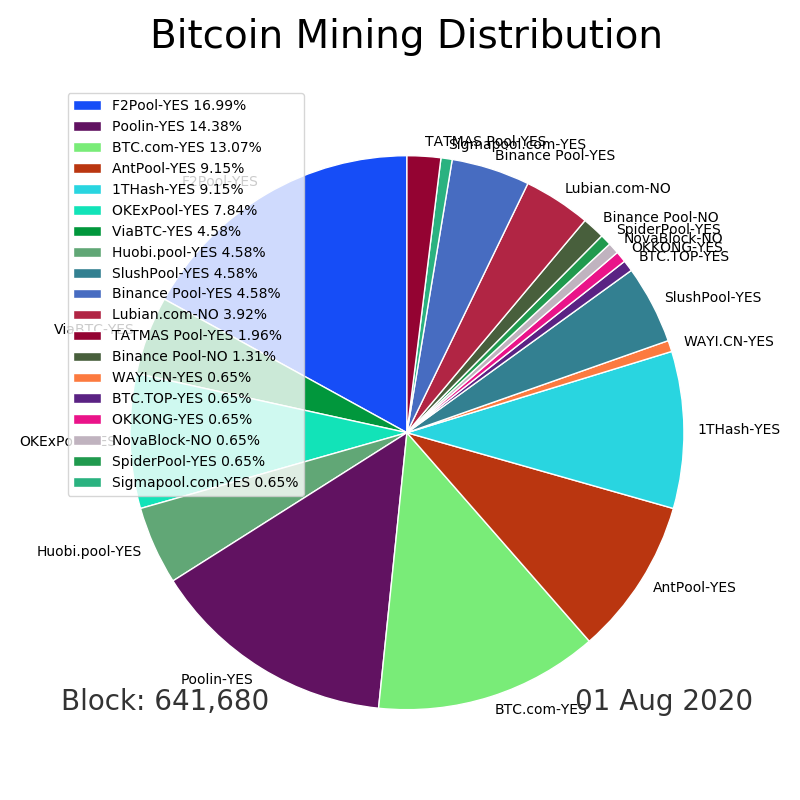 Bitcoin Mining Distribution
F2Pool-YES 16.99%
Poolin-YES 14.38%
BTC.com-YES 13.07%
AntPool-YES 9.15%
1THash-YES 9.15%
OKExPool-YES 7.84%
ViaBTC-YES 4.58%
Huobi.pool-YES 4.58%
SlushPool-YES 4.58%
Binance Pool-YES 4.58%
Lubian.com-NO 3.92%
TATMAS Pool-YES 1.96%
Binance Pool-NO 1.31%
WAYI.CN-YES 0.65%
BTC.TOP-YES 0.65%
OKKONG-YES 0.65%
NovaBlock-NO 0.65%
SpiderPool-YES 0.65%
Sigmapool.com-YES 0.65%
TATMAS Pool-YES
Sigmapool.com-YES
Binance Pool-YES
Lubian.com-NO
Binance Pool-NO
SpiderPool-YES
NovaBlock-NO
OKKONG-YES
BTC.TOP-YES
SlushPool-YES
WAYI.CN-YES
1THash-YES
AntPool-YES
BTC.com-YES
Poolin-YES
Huobi.pool-YES
OKExPool-YES
ViaBTC-YES
F2Pool-YES
Block: 641,680
01 Aug 2020